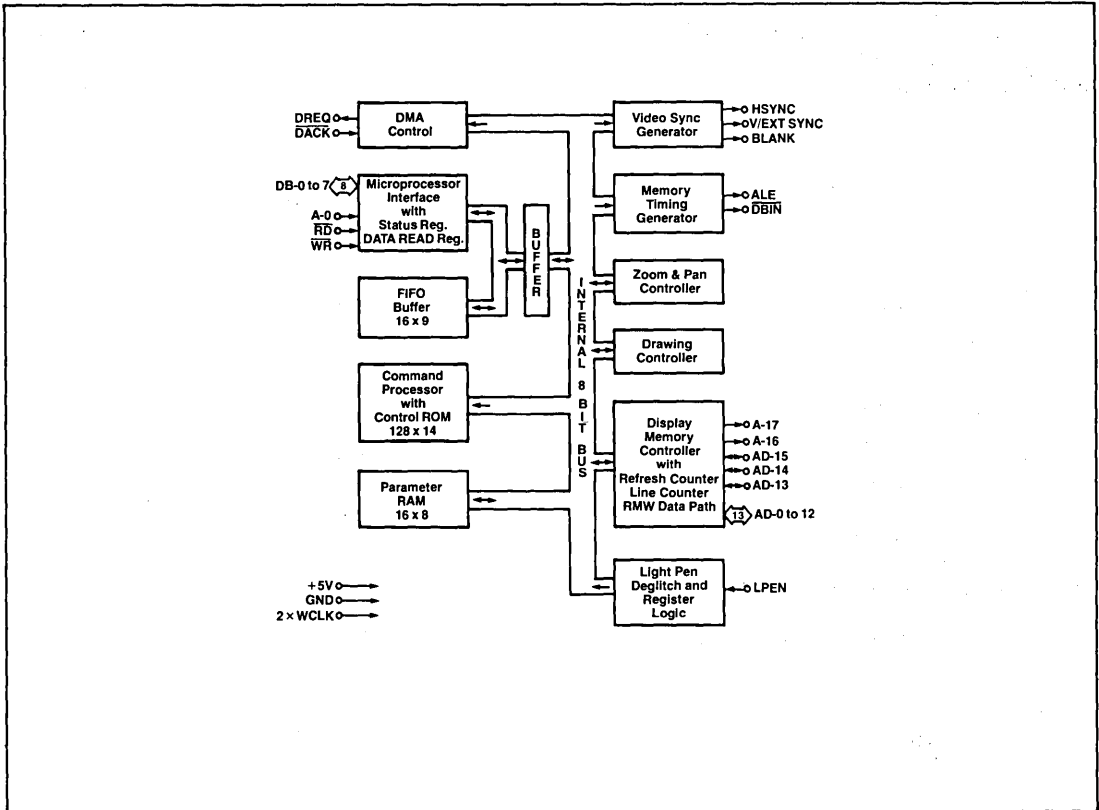 DREQ
DACK
DMA
Control
DB-0 to 7
8
A-0
RD
WR
Microprocessor
Interface
with
Status Reg.
DATA READ Reg.
FIFO
Buffer
16 x 9
Command
Processor
with
Control ROM
128 x 14
Parameter
RAM
16 x 8
+5V
GND
2 × WCLK
BUFFER
INTERNAL 8 BIT BUS
Video Sync
Generator
HSYNC
V/EXT SYNC
BLANK
Memory
Timing
Generator
ALE
DBIN
Zoom & Pan
Controller
Drawing
Controller
Display
Memory
Controller
with
Refresh Counter
Line Counter
RMW Data Path
A-17
A-16
AD-15
AD-14
AD-13
13
AD-0 to 12
Light Pen
Deglitch and
Register
Logic
LPEN